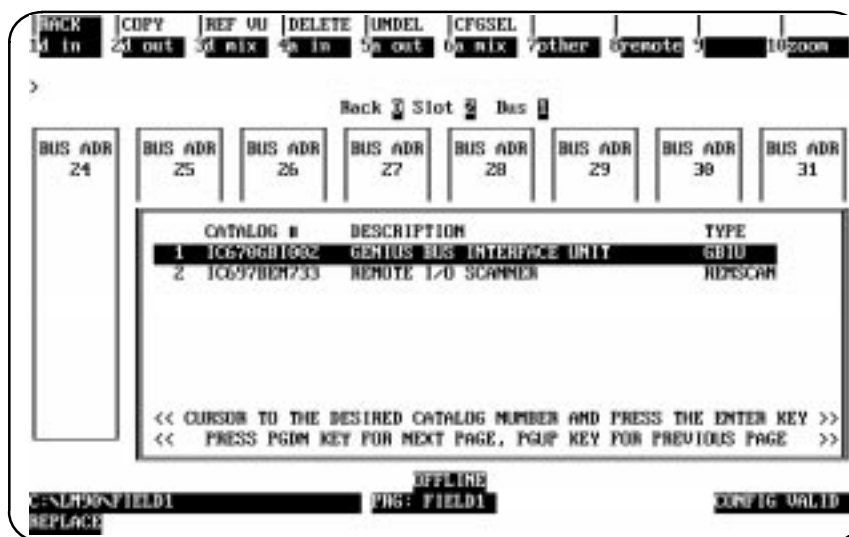 RACK COPY REF VU DELETE UNDEL CFGSEL
1d in 2d out 3d mix 4a in 5a out 6a mix 7other 8remote 9 10zoom
>
Rack Slot Bus
BUS ADR BUS ADR BUS ADR BUS ADR BUS ADR BUS ADR BUS ADR BUS ADR
24 25 26 27 28 29 30 31
CATALOG # DESCRIPTION TYPE
1 IC670GBI002 GENIUS BUS INTERFACE UNIT GBIU
2 IC697BEM733 REMOTE I/O SCANNER REMSCAN
<< CURSOR TO THE DESIRED CATALOG NUMBER AND PRESS THE ENTER KEY >>
<< PRESS PGDN KEY FOR NEXT PAGE, PGUP KEY FOR PREVIOUS PAGE >>
OFFLINE
C:\LM90\FIELD1 PRG: FIELD1 CONFIG VALID
REPLACE